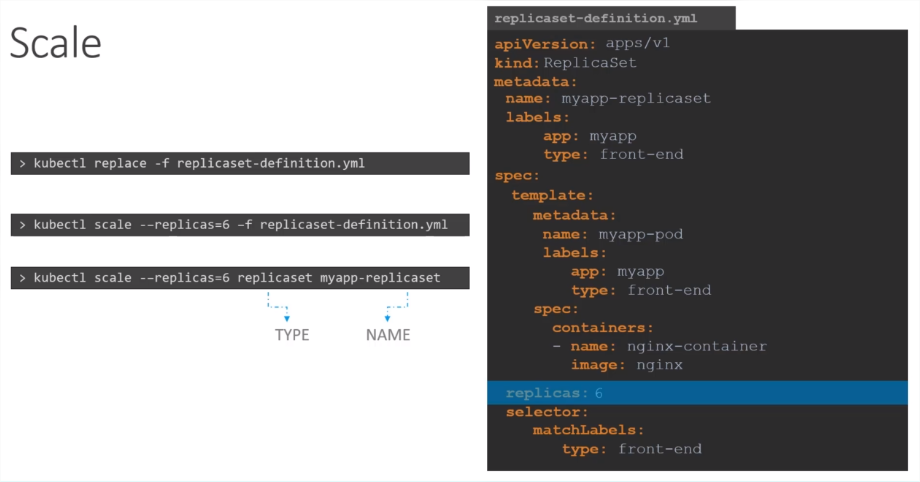 Scale
> kubectl replace -f replicaset-definition.yml
> kubectl scale --replicas=6 -f replicaset-definition.yml
> kubectl scale --replicas=6 replicaset myapp-replicaset
TYPE
NAME
replicaset-definition.yml
apiVersion: apps/v1
kind: ReplicaSet
metadata:
name: myapp-replicaset
labels:
app: myapp
type: front-end
spec:
template:
metadata:
name: myapp-pod
labels:
app: myapp
type: front-end
spec:
containers:
- name: nginx-container
image: nginx
replicas: 6
selector:
matchLabels:
type: front-end